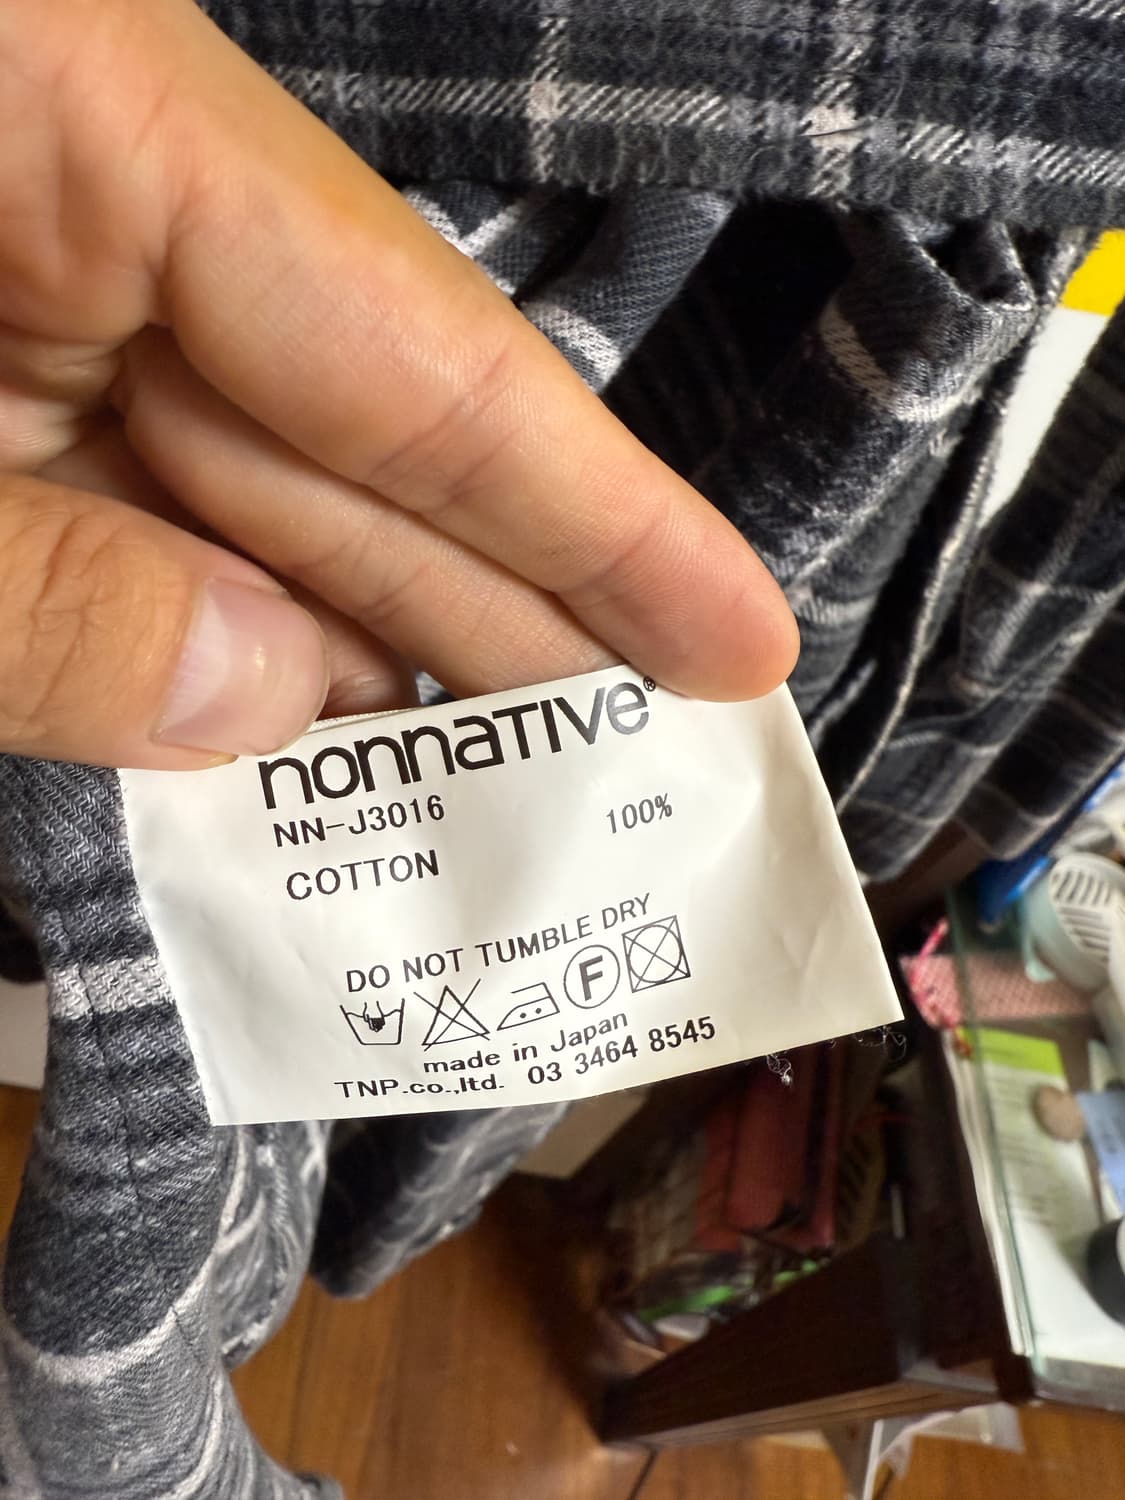 nonnative®
NN-J3016
COTTON 100%
DO NOT TUMBLE DRY
F
made in Japan
TNP.co.,ltd. 03 3464 8545